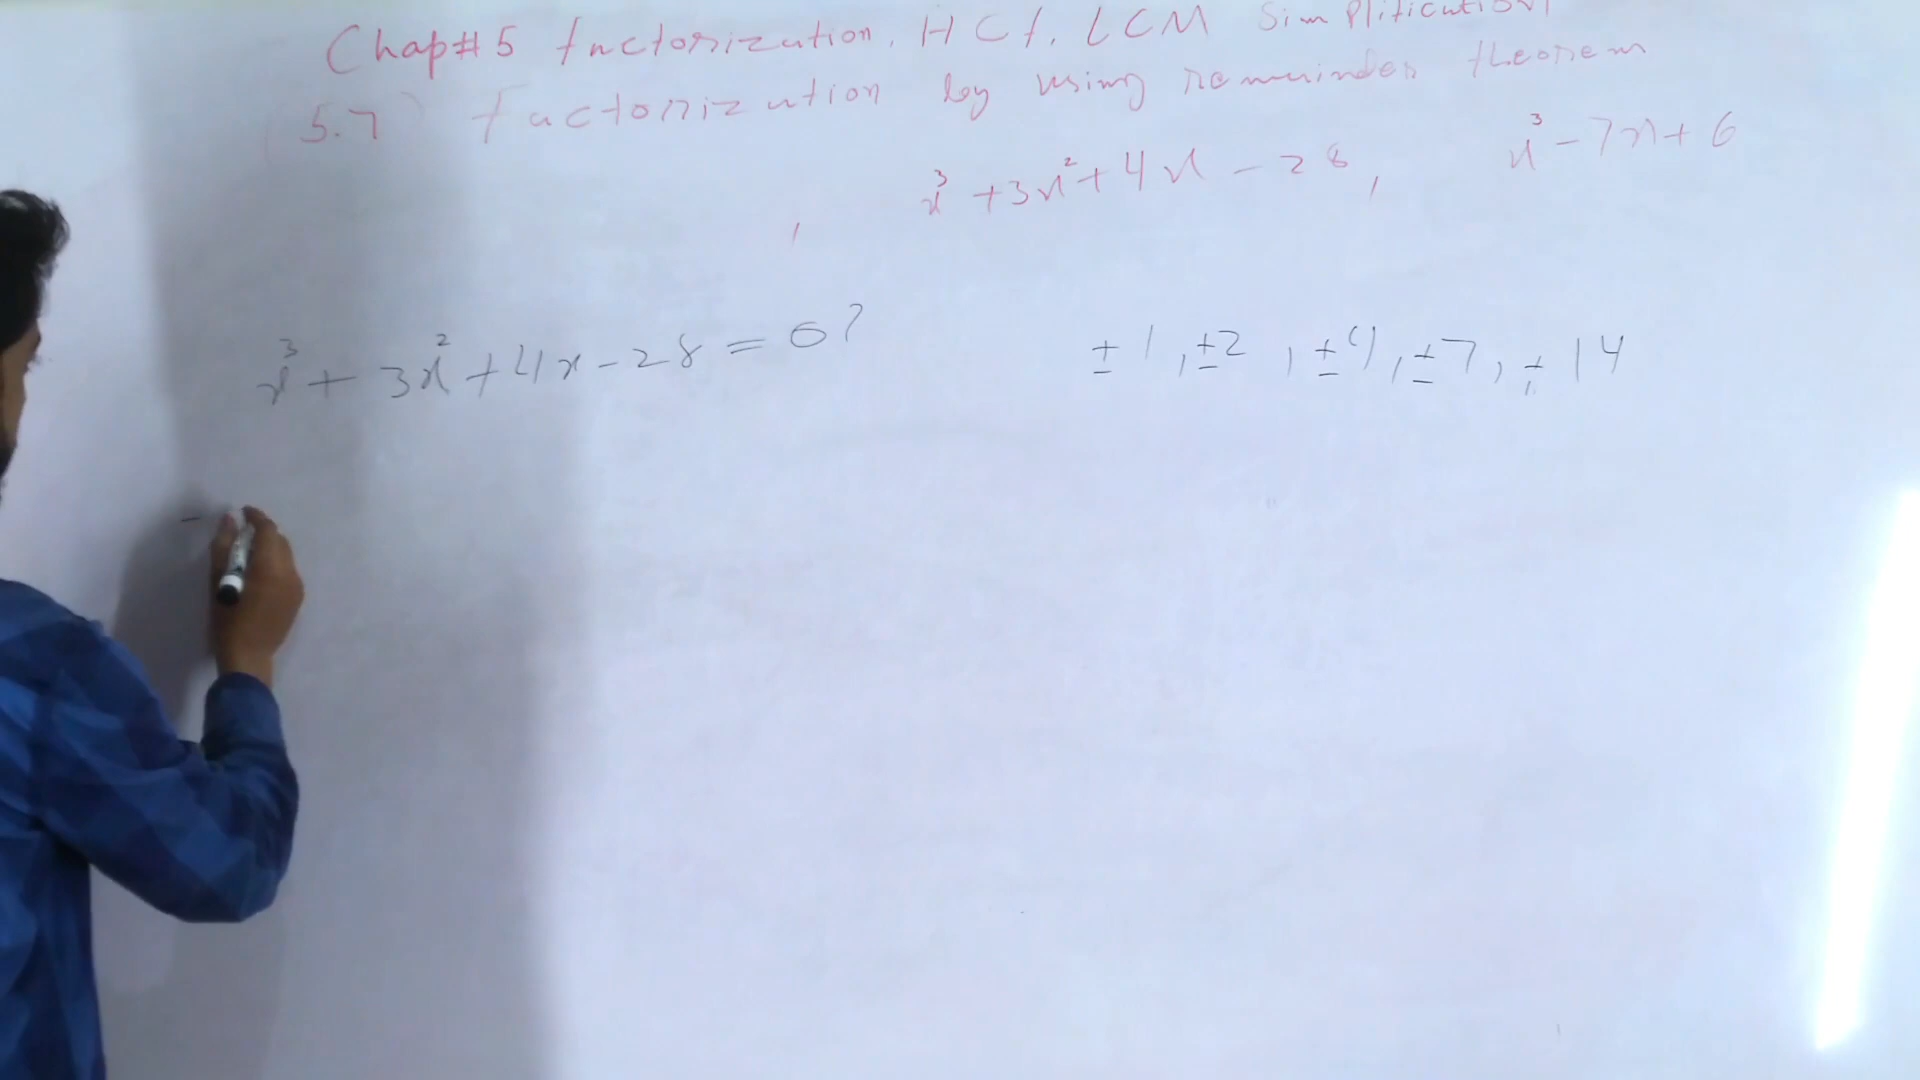 Chap# 5 factorization, HCf, LCM Simplification
(5.7) factorization by using remainder theorem
, x³ + 3x² + 4x - 28, x³ - 7x + 6
x³ + 3x² + 4x - 28 = 0? ±1, ±2, ±4, ±7, ±14
-